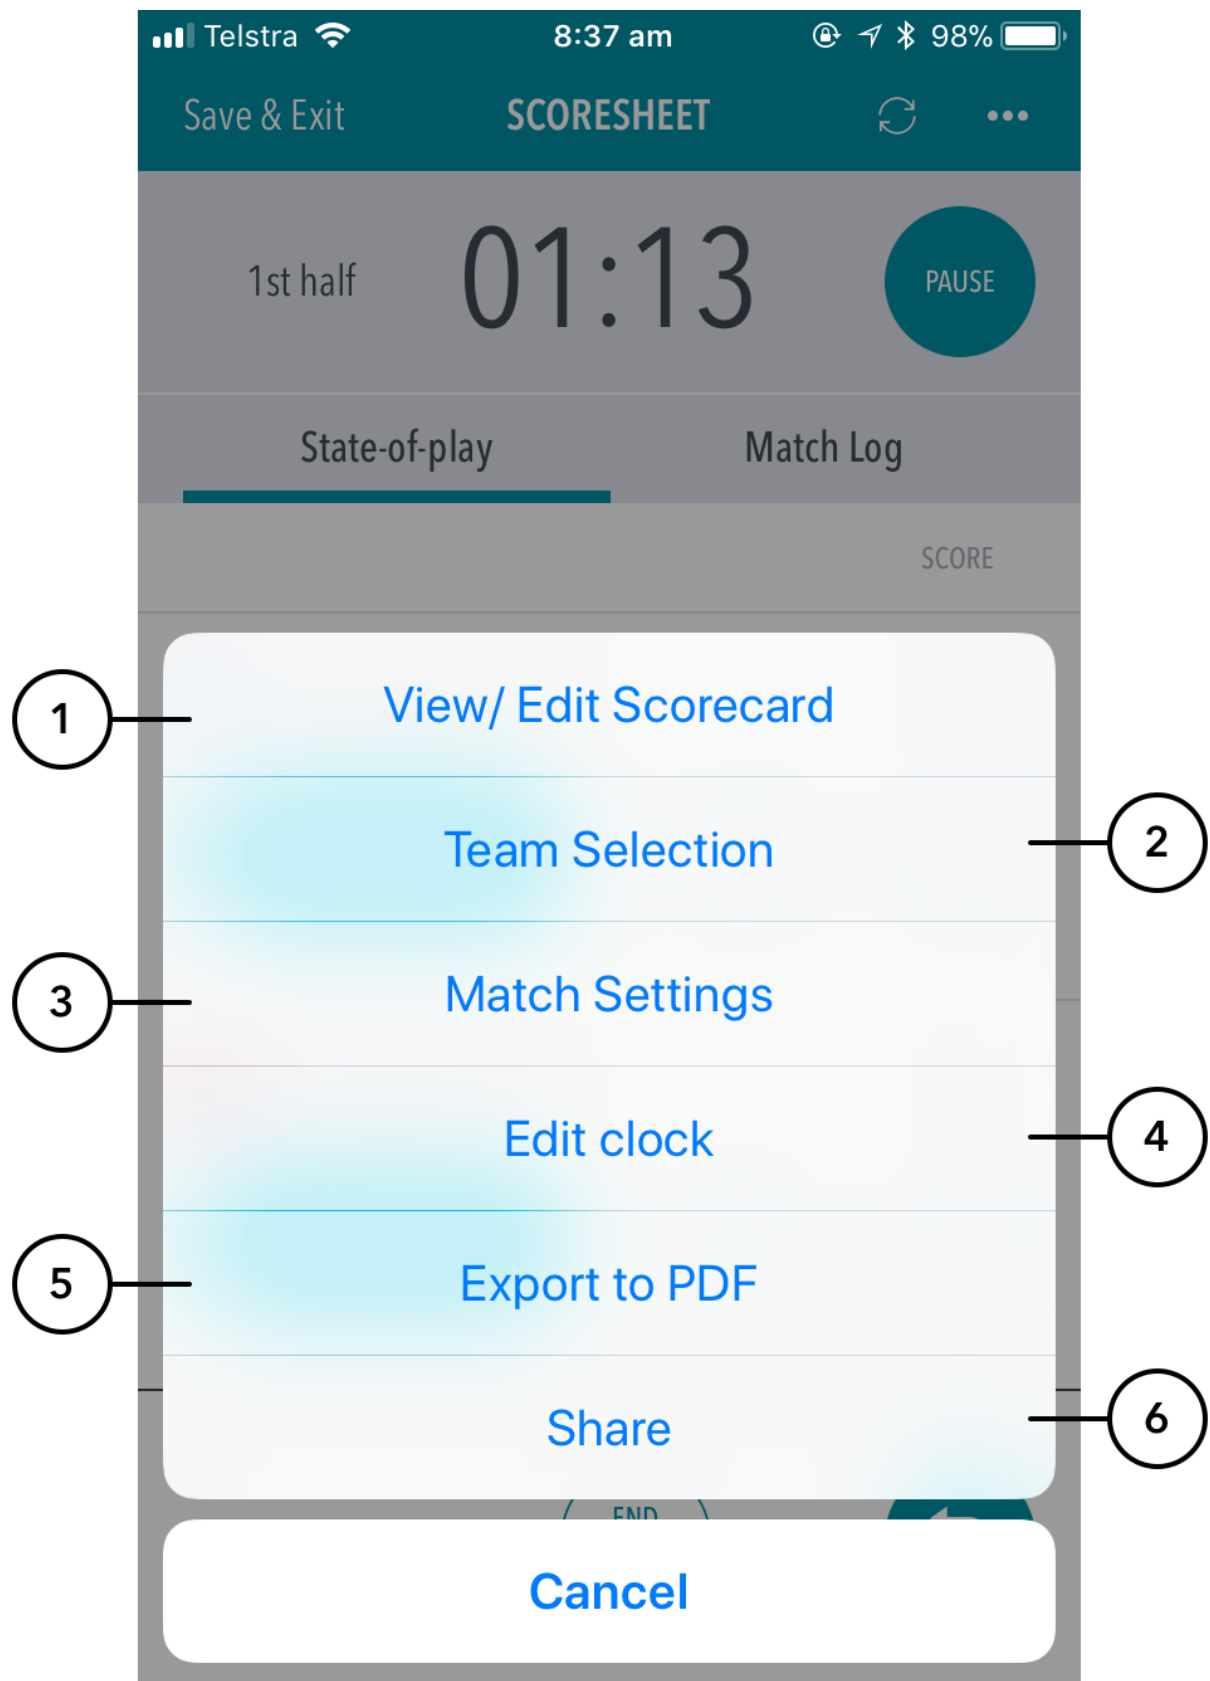 Telstra 8:37 am 98%
Save & Exit SCORESHEET •••
1st half 01:13 PAUSE
State-of-play Match Log
SCORE
1 View/ Edit Scorecard
Team Selection 2
3 Match Settings
Edit clock 4
5 Export to PDF
Share 6
END
Cancel